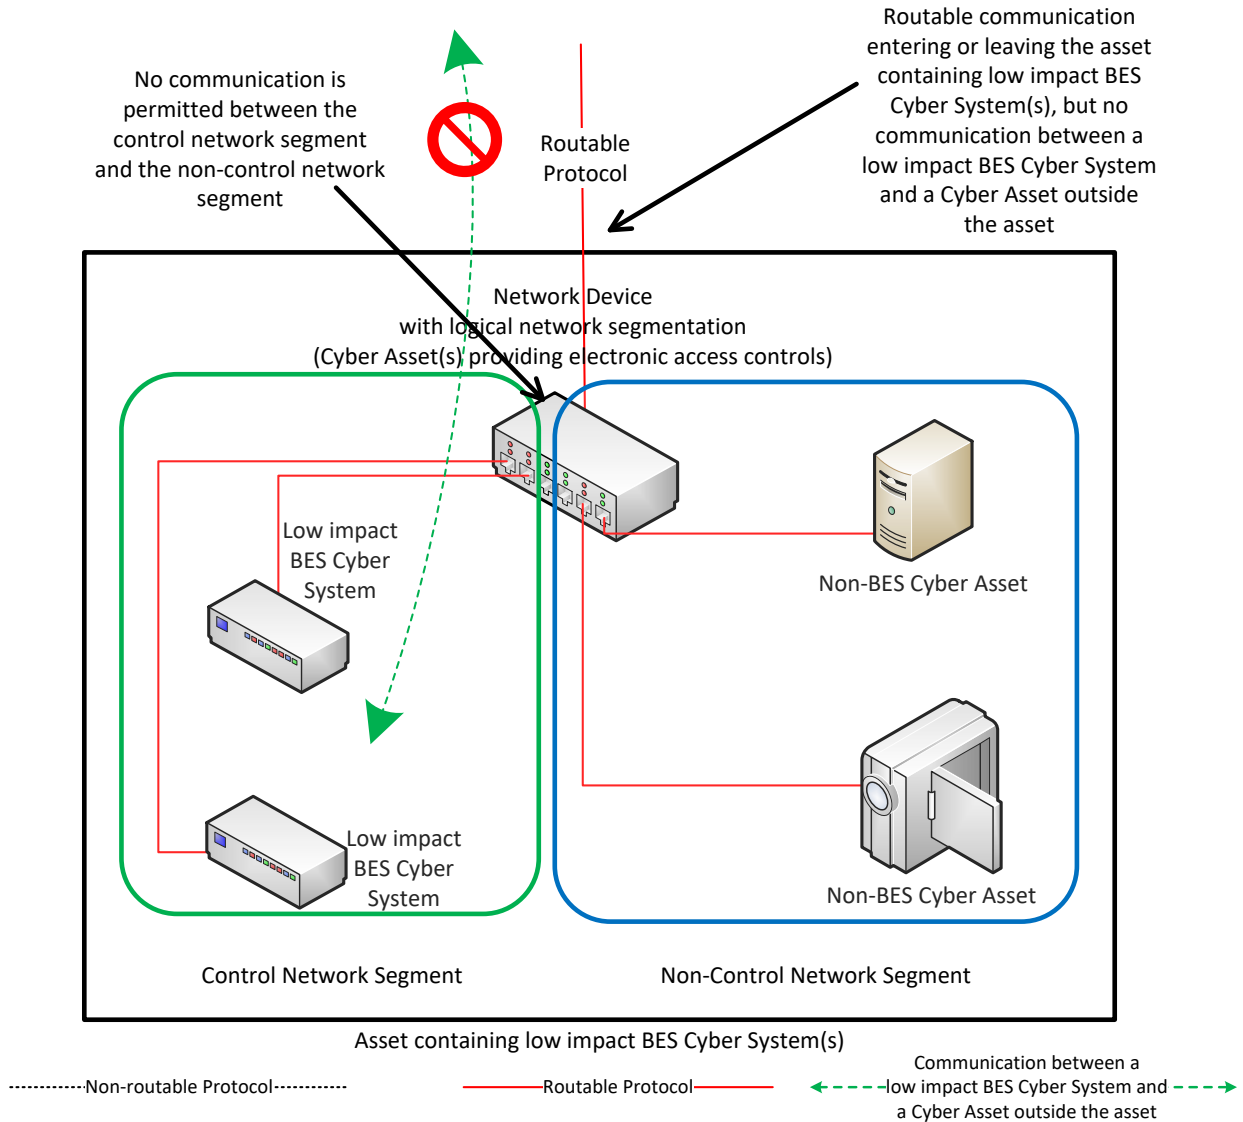 No communication is
permitted between the
control network segment
and the non-control network
segment
Routable
Protocol
Routable communication
entering or leaving the asset
containing low impact BES
Cyber System(s), but no
communication between a
low impact BES Cyber System
and a Cyber Asset outside
the asset
Network Device
with logical network segmentation
(Cyber Asset(s) providing electronic access controls)
Low impact
BES Cyber
System
Non-BES Cyber Asset
Low impact
BES Cyber
System
Non-BES Cyber Asset
Control Network Segment
Non-Control Network Segment
Asset containing low impact BES Cyber System(s)
Non-routable Protocol
Routable Protocol
Communication between a
low impact BES Cyber System and
a Cyber Asset outside the asset